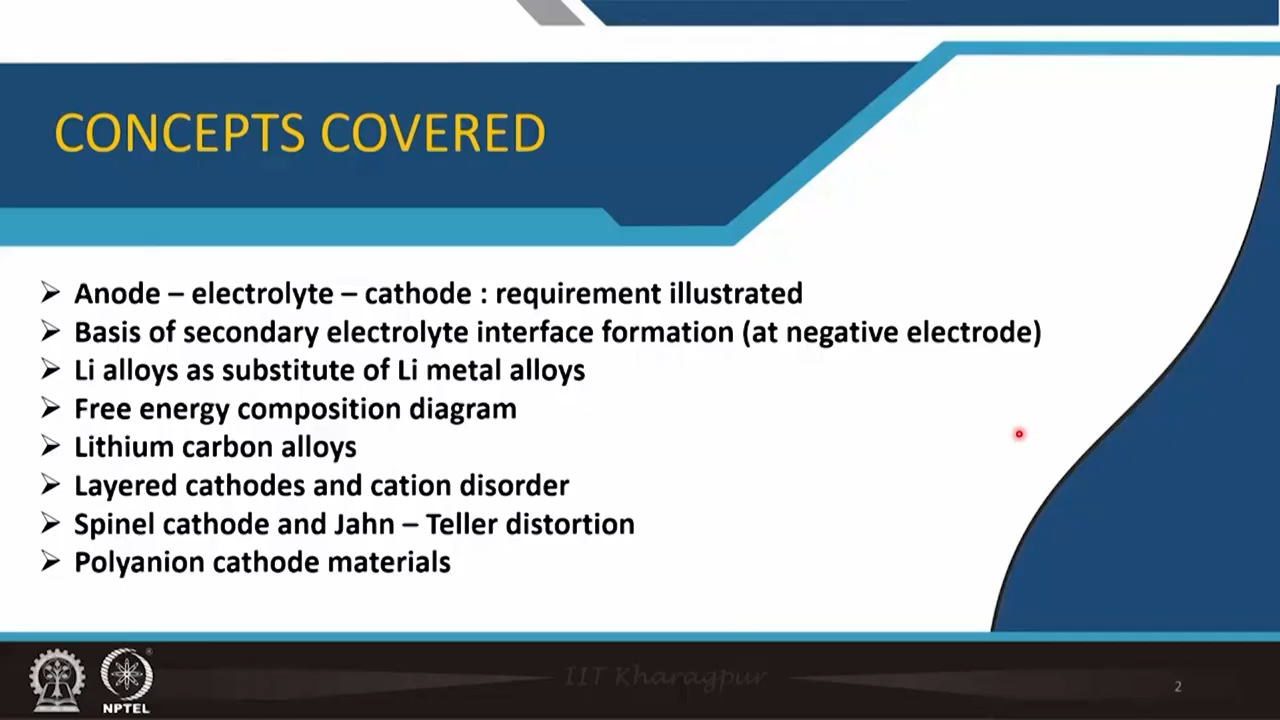 CONCEPTS COVERED
Anode – electrolyte – cathode : requirement illustrated
Basis of secondary electrolyte interface formation (at negative electrode)
Li alloys as substitute of Li metal alloys
Free energy composition diagram
Lithium carbon alloys
Layered cathodes and cation disorder
Spinel cathode and Jahn – Teller distortion
Polyanion cathode materials
IIT Kharagpur
NPTEL
2